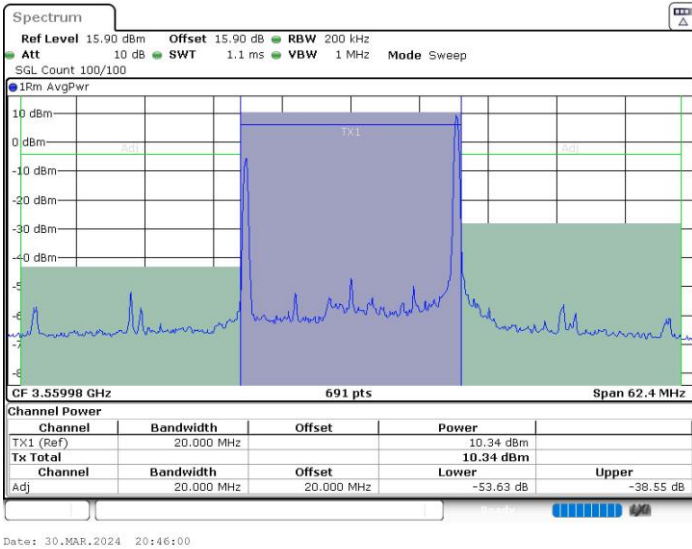 Spectrum
Ref Level 15.90 dBm Offset 15.90 dB RBW 200 kHz
Att 10 dB SWT 1.1 ms VBW 1 MHz Mode Sweep
SGL Count 100/100
1Rm AvgPwr
10 dBm
TX1
0 dBm
Adj Adj
-10 dBm
-20 dBm
-30 dBm
-40 dBm
CF 3.55998 GHz 691 pts Span 62.4 MHz
Channel Power
Channel Bandwidth Offset Power
TX1 (Ref) 20.000 MHz 10.34 dBm
Tx Total 10.34 dBm
Channel Bandwidth Offset Lower Upper
Adj 20.000 MHz 20.000 MHz -53.63 dB -38.55 dB
Ready
Date: 30.MAR.2024 20:46:00